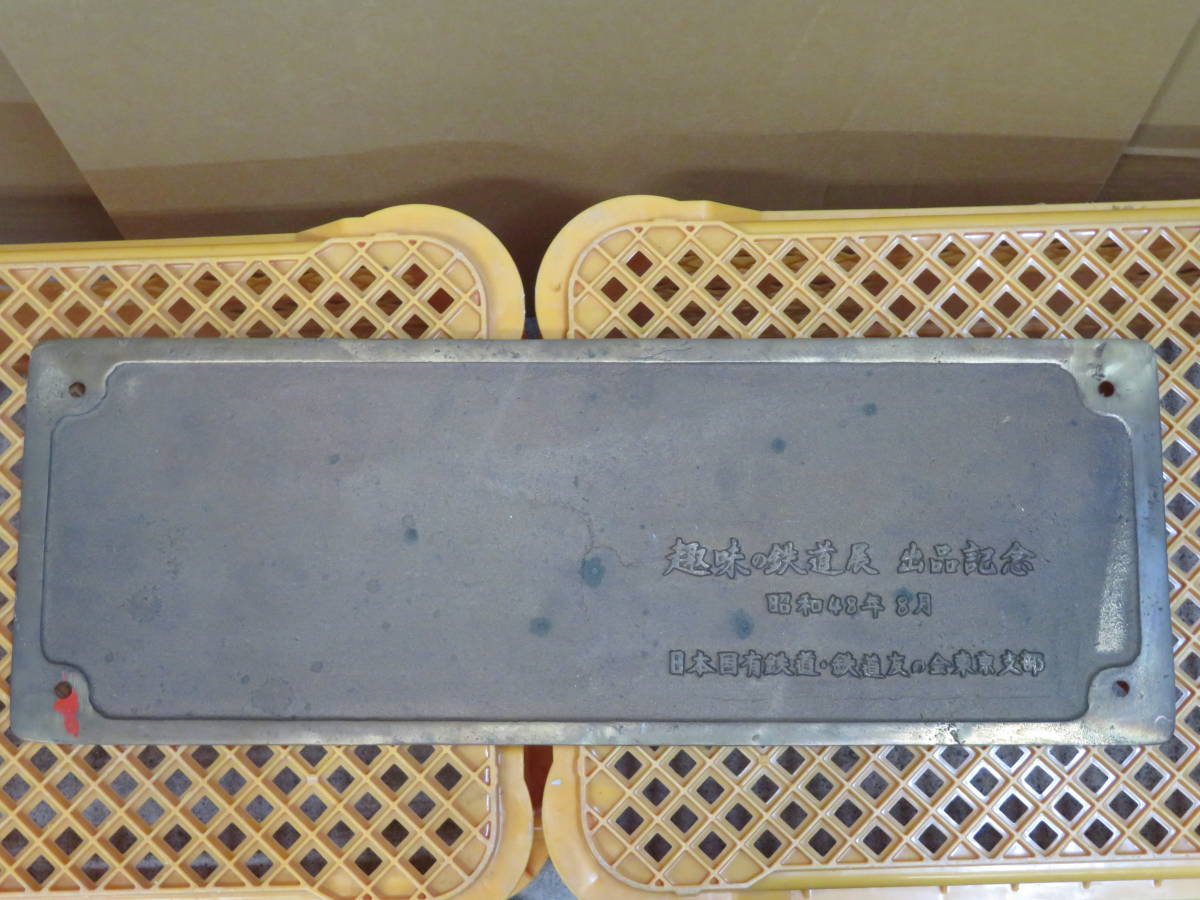 趣味の鉄道展 出品記念
昭和48年 8月
日本国有鉄道・鉄道友の会東京支部